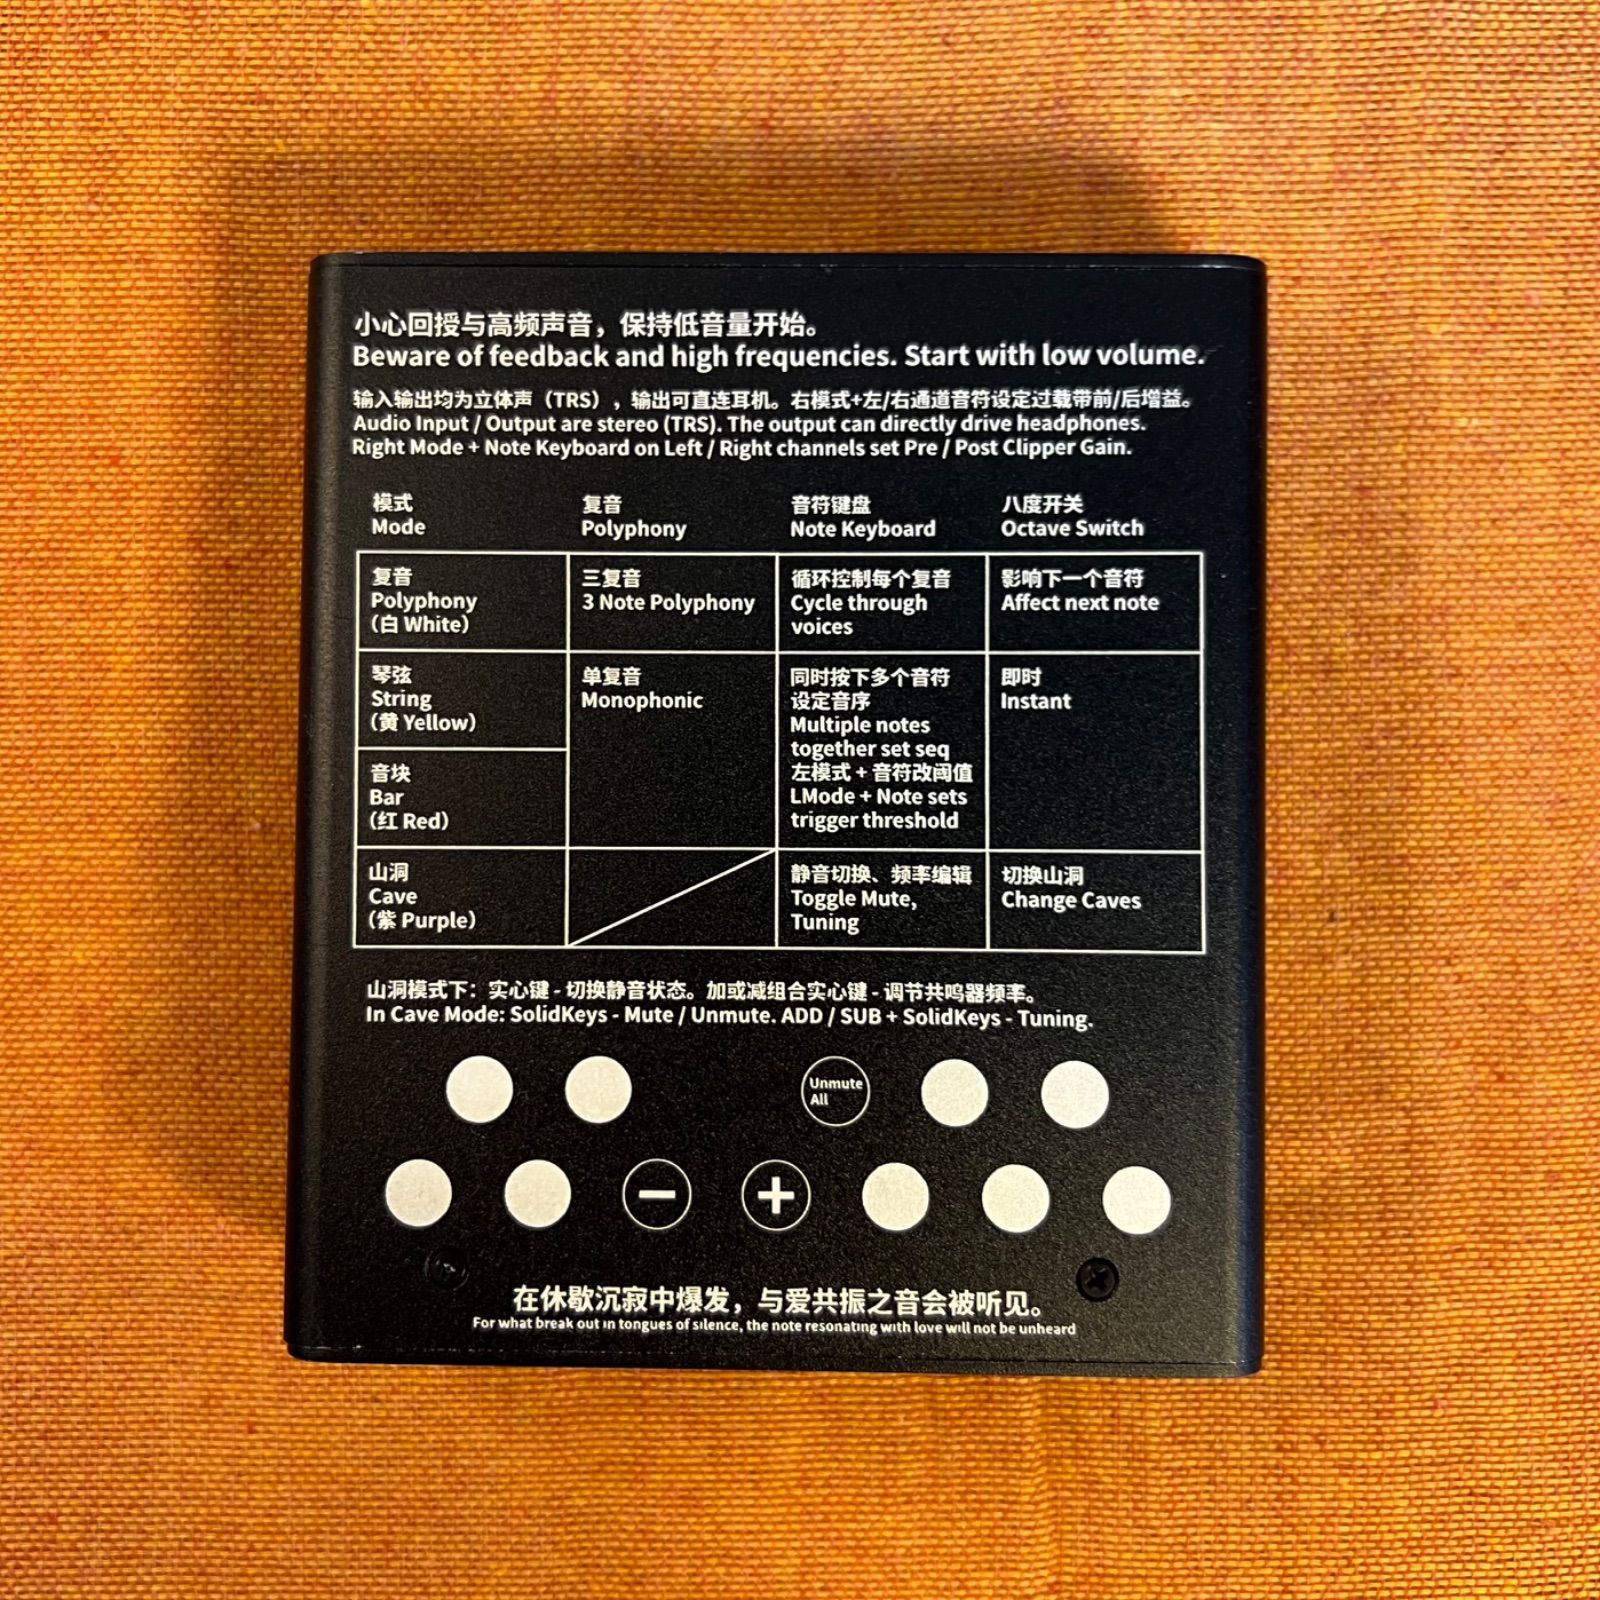 小心回授与高频声音，保持低音量开始。
Beware of feedback and high frequencies. Start with low volume.
输入输出均为立体声（TRS），输出可直连耳机。右模式+左/右通道音符设定过载带前/后增益。
Audio Input / Output are stereo (TRS). The output can directly drive headphones.
Right Mode + Note Keyboard on Left / Right channels set Pre / Post Clipper Gain.
模式
Mode
复音
Polyphony
音符键盘
Note Keyboard
八度开关
Octave Switch
复音
Polyphony
（白 White）
三复音
3 Note Polyphony
循环控制每个复音
Cycle through
voices
影响下一个音符
Affect next note
琴弦
String
（黄 Yellow）
单复音
Monophonic
同时按下多个音符
设定音序
Multiple notes
together set seq
左模式 + 音符改阈值
LMode + Note sets
trigger threshold
即时
Instant
音块
Bar
（红 Red）
山洞
Cave
（紫 Purple）
静音切换、频率编辑
Toggle Mute,
Tuning
切换山洞
Change Caves
山洞模式下：实心键 - 切换静音状态。加或减组合实心键 - 调节共鸣器频率。
In Cave Mode: SolidKeys - Mute / Unmute. ADD / SUB + SolidKeys - Tuning.
Unmute
All
− +
在休歇沉寂中爆发，与爱共振之音会被听见。
For what break out in tongues of silence, the note resonating with love will not be unheard